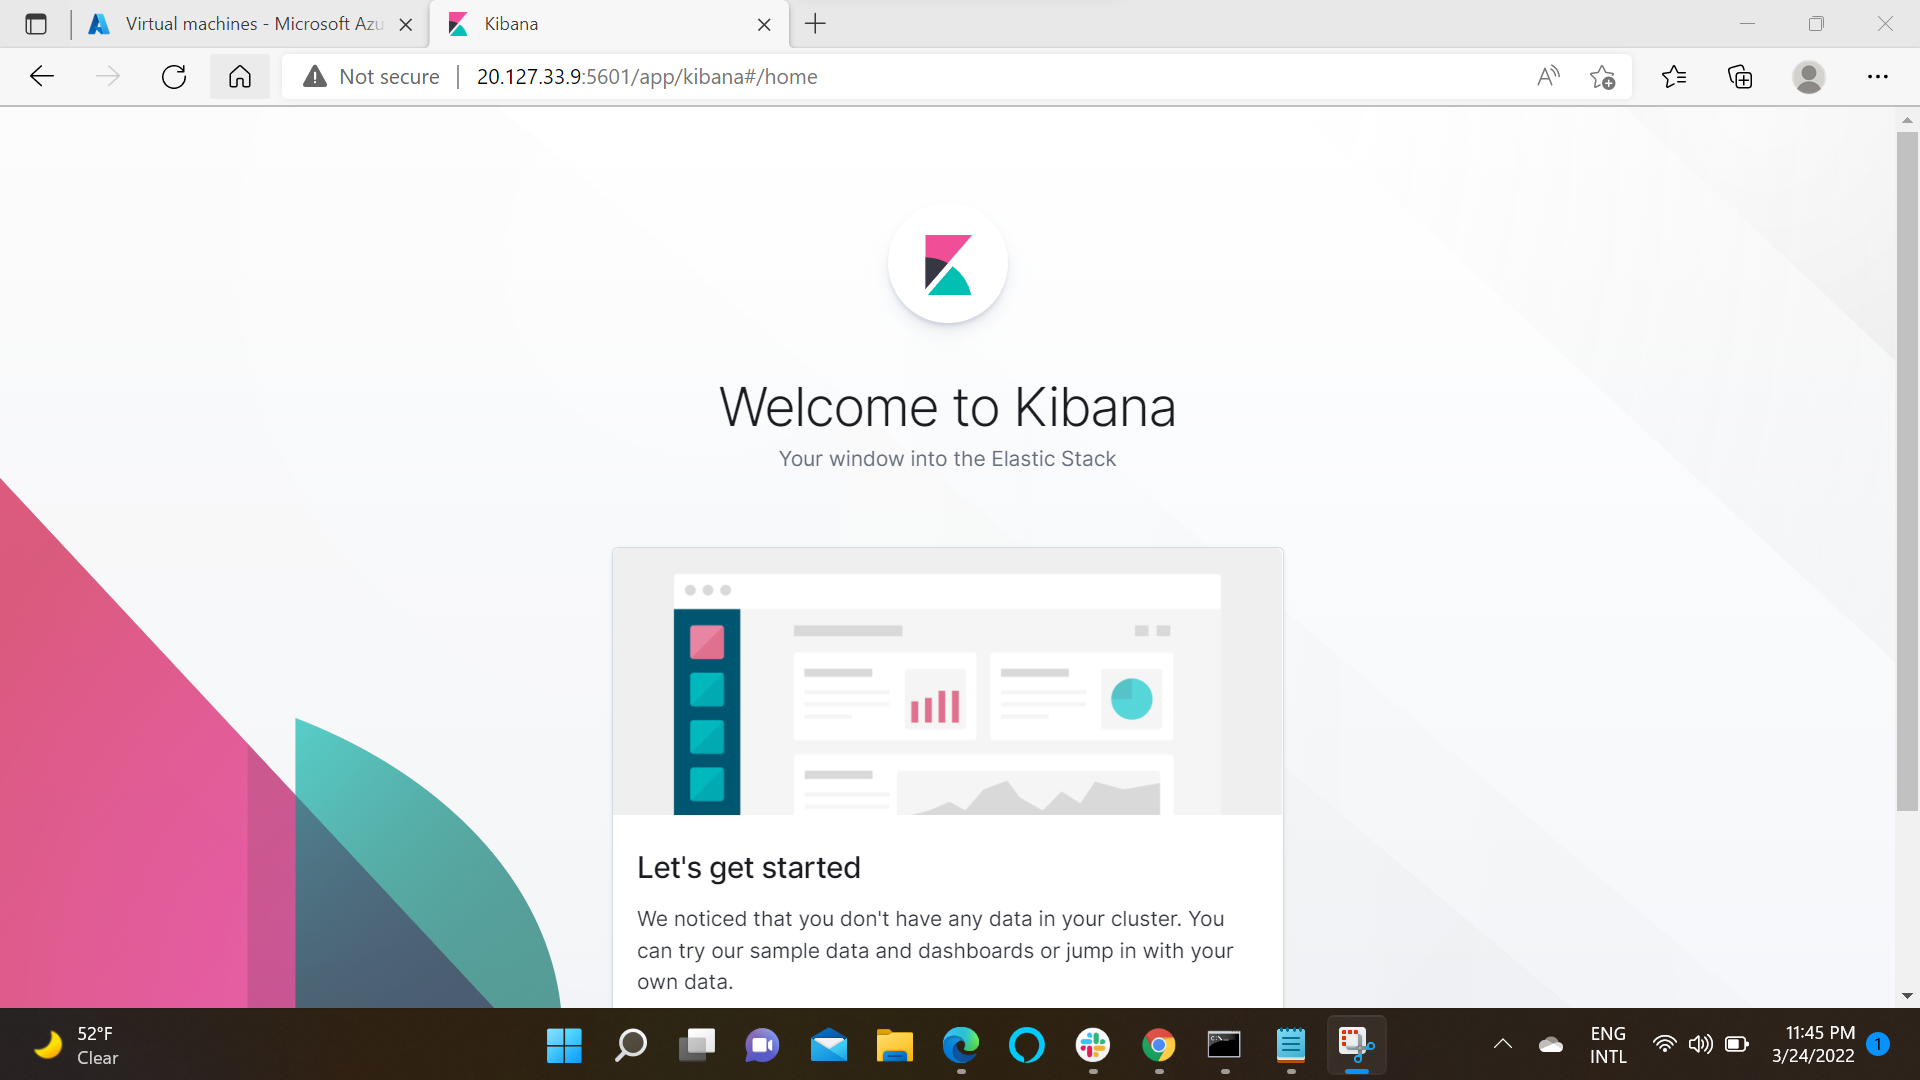 Virtual machines - Microsoft Azu
Kibana
Not secure
20.127.33.9:5601/app/kibana#/home
Welcome to Kibana
Your window into the Elastic Stack
Let's get started
We noticed that you don't have any data in your cluster. You
can try our sample data and dashboards or jump in with your
own data.
52°F
Clear
ENG
INTL
11:45 PM
3/24/2022
1